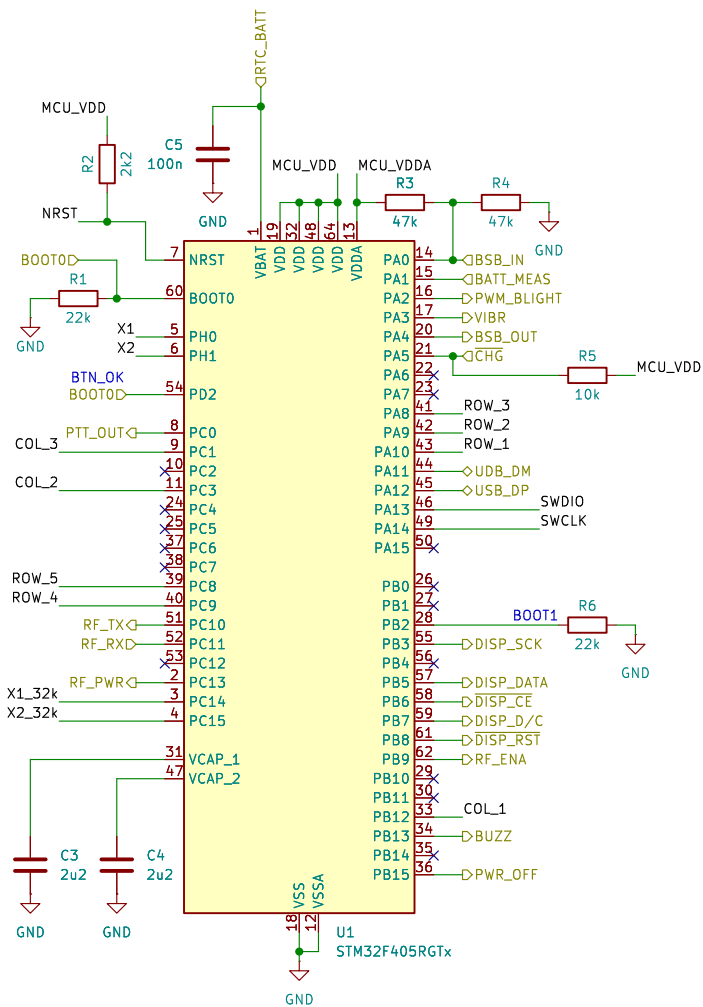 RTC_BATT
MCU_VDD
C5
100n
R2
2k2
MCU_VDD
MCU_VDDA
R3
47k
R4
47k
GND
NRST
GND
1
19
32
48
64
13
VBAT
VDD
VDD
VDD
VDD
VDDA
7
NRST
PA0
14
BSB_IN
BOOT0
PA1
15
BATT_MEAS
R1
22k
60
BOOT0
PA2
16
PWM_BLIGHT
GND
PA3
17
VIBR
X1
5
PH0
PA4
20
BSB_OUT
X2
6
PH1
PA5
21
CHG
R5
10k
MCU_VDD
PA6
22
BTN_OK
BOOT0
54
PD2
PA7
23
PA8
41
ROW_3
PTT_OUT
8
PC0
PA9
42
ROW_2
COL_3
9
PC1
PA10
43
ROW_1
10
PC2
PA11
44
UDB_DM
COL_2
11
PC3
PA12
45
USB_DP
24
PC4
PA13
46
SWDIO
25
PC5
PA14
49
SWCLK
37
PC6
PA15
50
38
PC7
ROW_5
39
PC8
PB0
26
ROW_4
40
PC9
PB1
27
RF_TX
51
PC10
PB2
28
BOOT1
R6
22k
GND
RF_RX
52
PC11
PB3
55
DISP_SCK
53
PC12
PB4
56
RF_PWR
2
PC13
PB5
57
DISP_DATA
X1_32k
3
PC14
PB6
58
DISP_CE
X2_32k
4
PC15
PB7
59
DISP_D/C
PB8
61
DISP_RST
31
VCAP_1
PB9
62
RF_ENA
47
VCAP_2
PB10
29
PB11
30
PB12
33
COL_1
PB13
34
BUZZ
C3
2u2
C4
2u2
PB14
35
PB15
36
PWR_OFF
GND
GND
VSS
VSSA
18
12
U1
STM32F405RGTx
GND